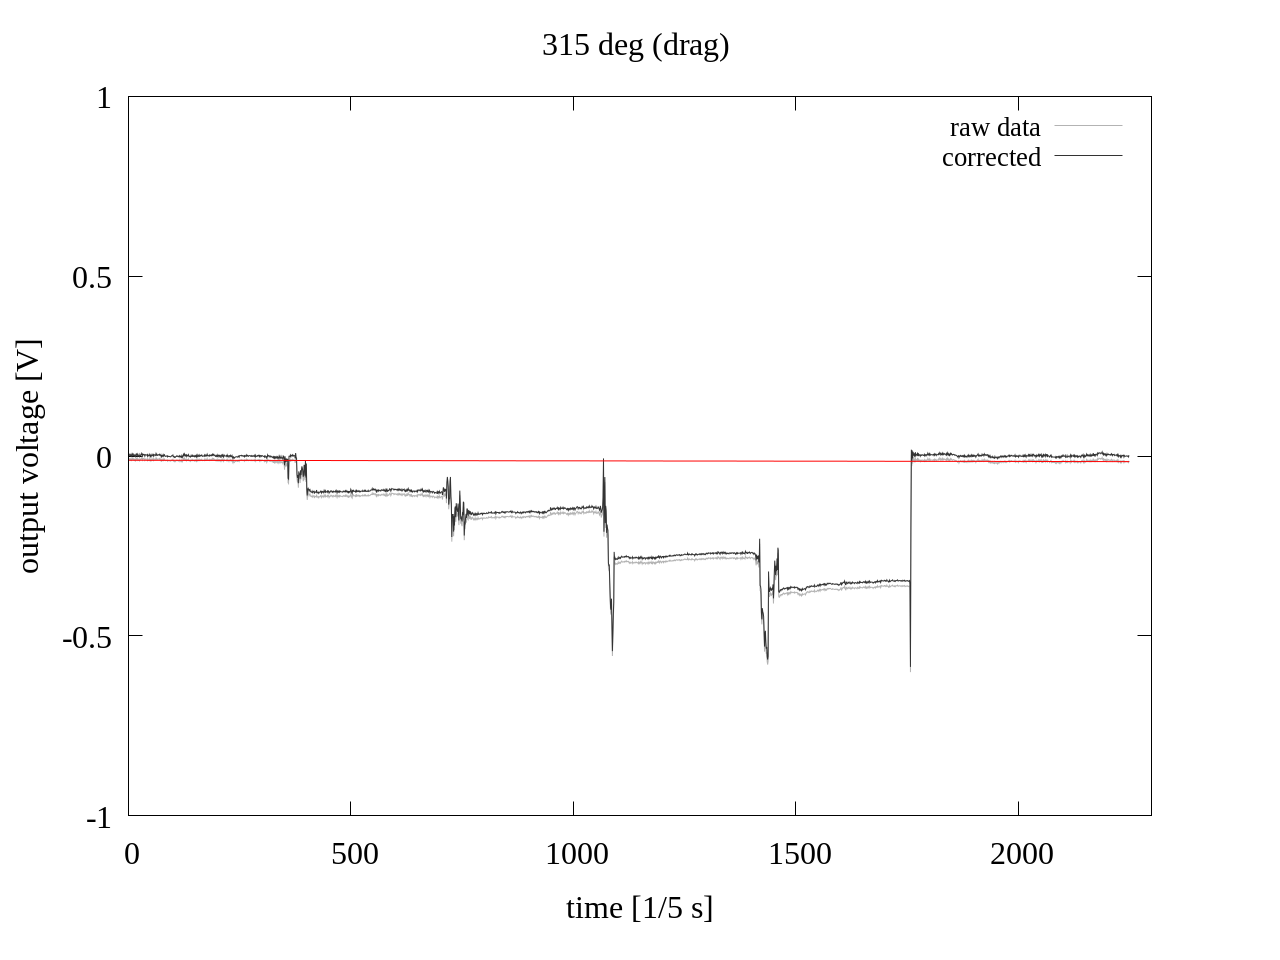 315 deg (drag)
1
raw data
corrected
0.5
output voltage [V]
0
-0.5
-1
0 500 1000 1500 2000
time [1/5 s]